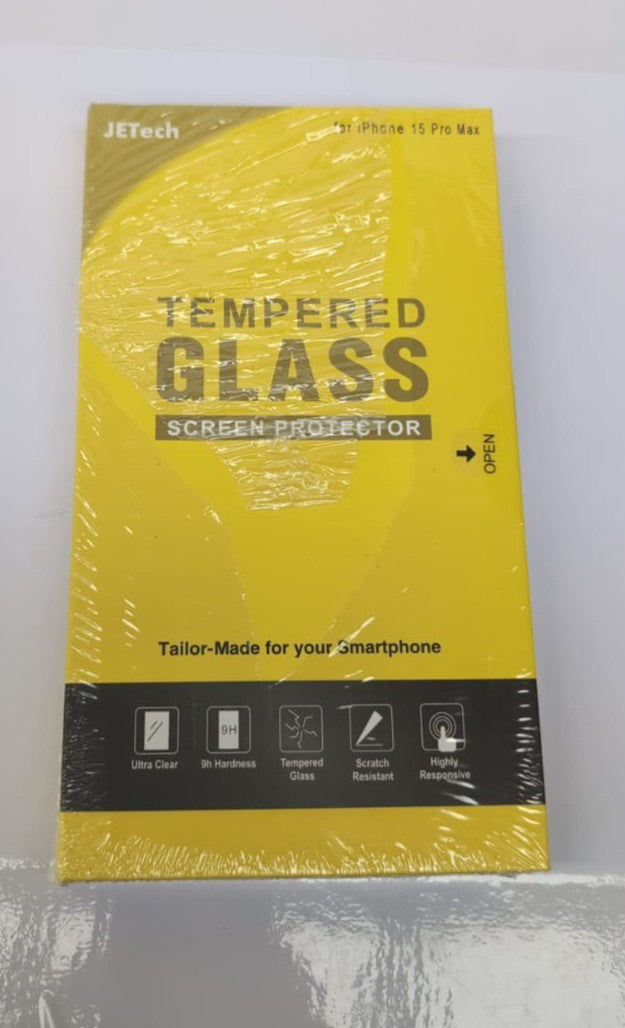 JETech
for iPhone 15 Pro Max
TEMPERED
GLASS
SCREEN PROTECTOR
OPEN
Tailor-Made for your Smartphone
9H
Ultra Clear
9h Hardness
Tempered
Glass
Scratch
Resistant
Highly
Responsive